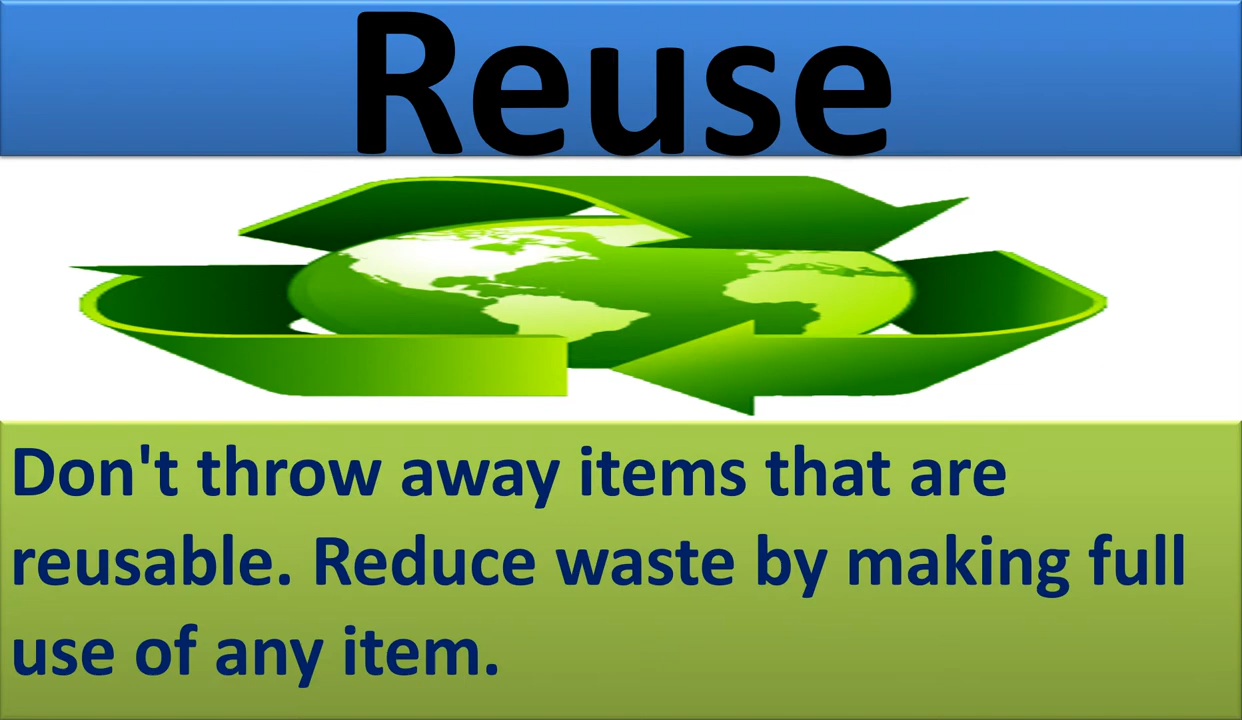 Reuse
Don't throw away items that are
reusable. Reduce waste by making full
use of any item.